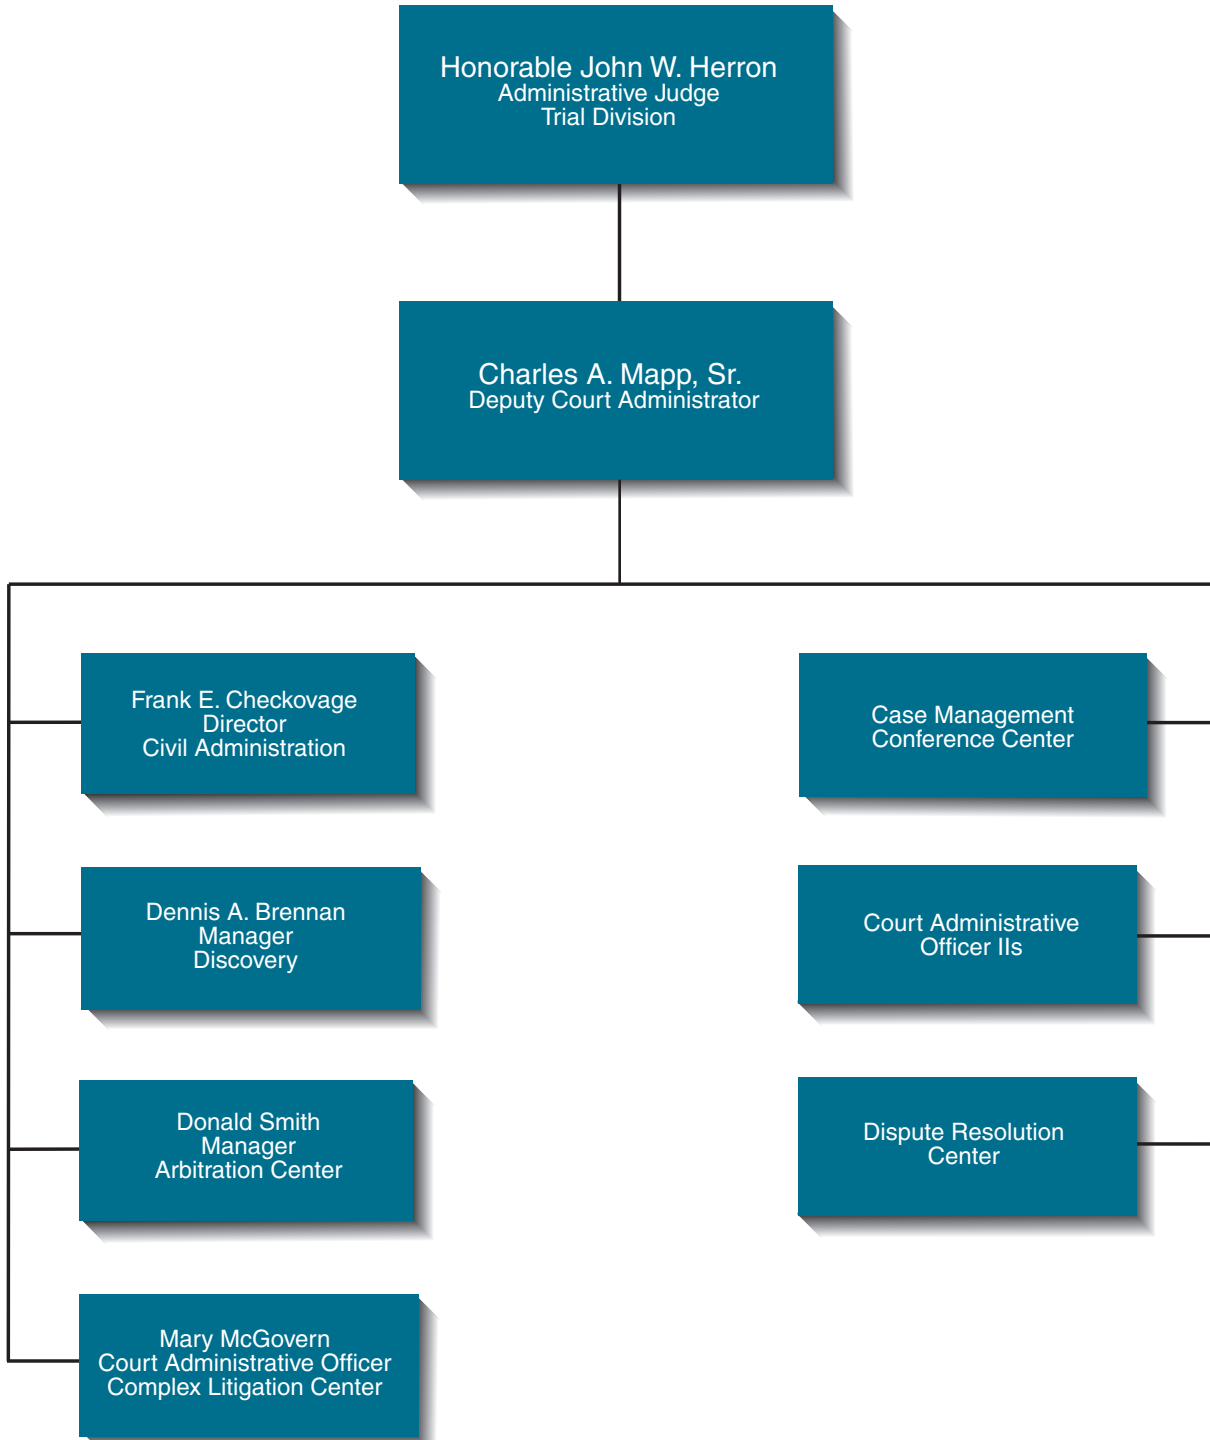 Honorable John W. Herron
Administrative Judge
Trial Division
Charles A. Mapp, Sr.
Deputy Court Administrator
Frank E. Checkovage
Director
Civil Administration
Case Management
Conference Center
Dennis A. Brennan
Manager
Discovery
Court Administrative
Officer IIs
Donald Smith
Manager
Arbitration Center
Dispute Resolution
Center
Mary McGovern
Court Administrative Officer
Complex Litigation Center